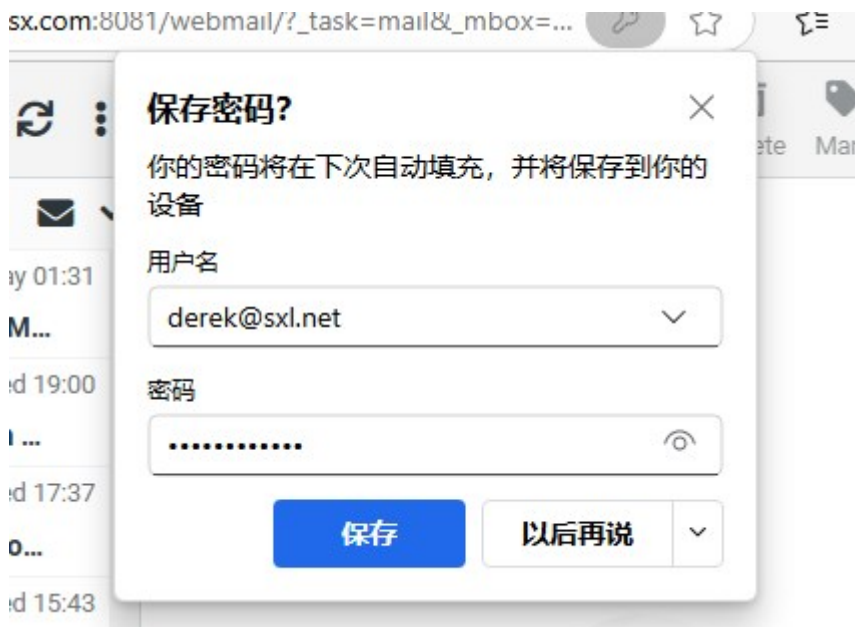 sx.com:8081/webmail/?_task=mail&_mbox=...
保存密码?
你的密码将在下次自动填充，并将保存到你的
设备
用户名
derek@sxl.net
密码
••••••••••••
保存
以后再说
ete
Mar
ay 01:31
M...
ed 19:00
...
ed 17:37
o...
ed 15:43